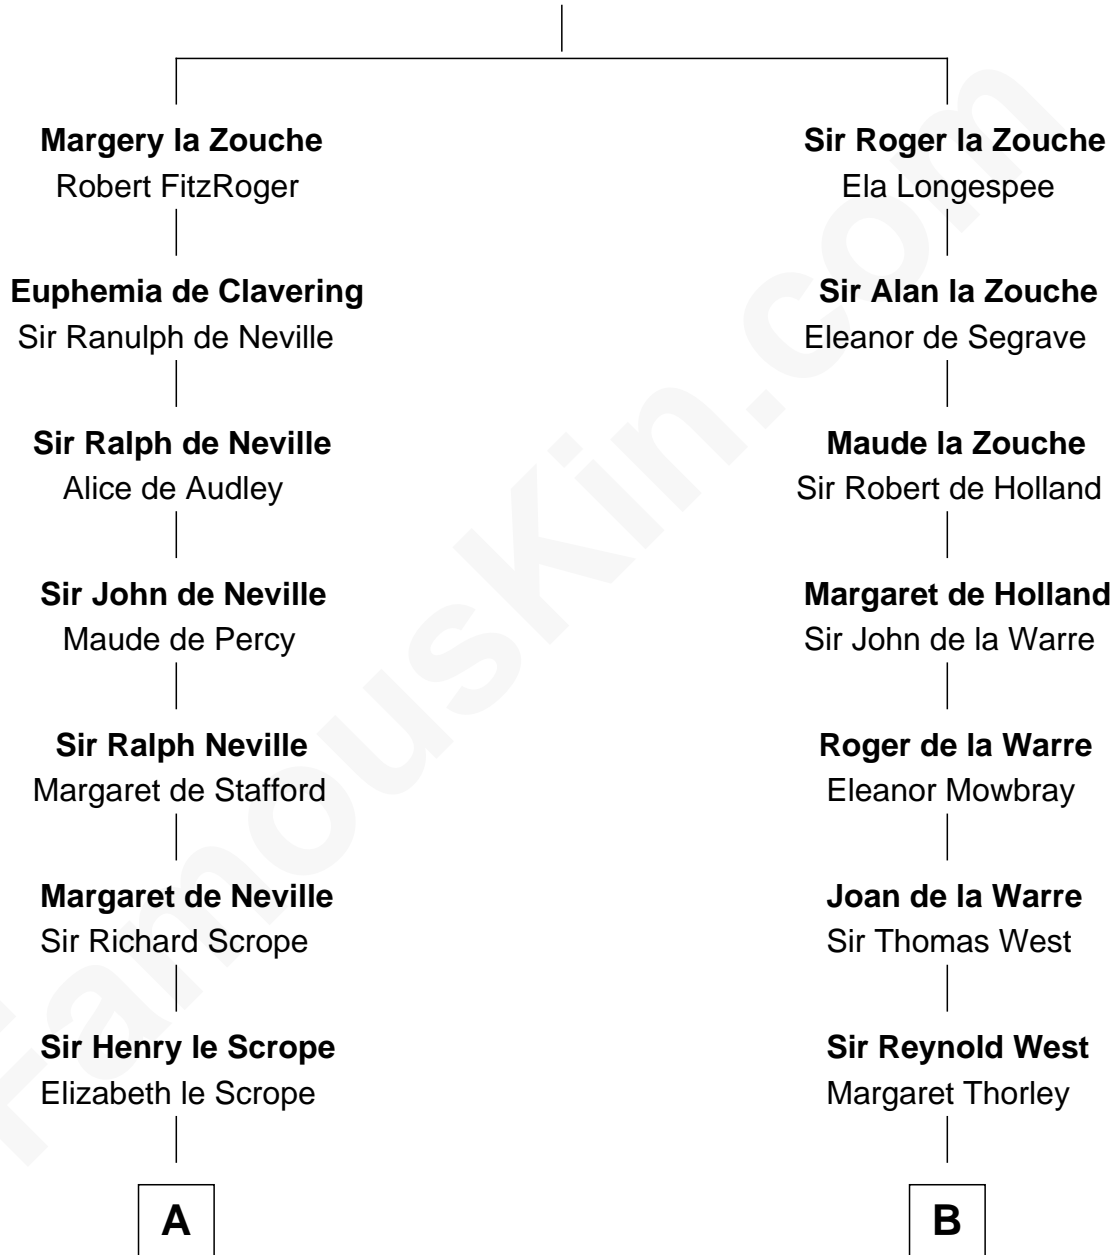 Margery la Zouche
Robert FitzRoger
Euphemia de Clavering
Sir Ranulph de Neville
Sir Ralph de Neville
Alice de Audley
Sir John de Neville
Maude de Percy
Sir Ralph Neville
Margaret de Stafford
Margaret de Neville
Sir Richard Scrope
Sir Henry le Scrope
Elizabeth le Scrope
A
Sir Roger la Zouche
Ela Longespee
Sir Alan la Zouche
Eleanor de Segrave
Maude la Zouche
Sir Robert de Holland
Margaret de Holland
Sir John de la Warre
Roger de la Warre
Eleanor Mowbray
Joan de la Warre
Sir Thomas West
Sir Reynold West
Margaret Thorley
B
FamousKin.com